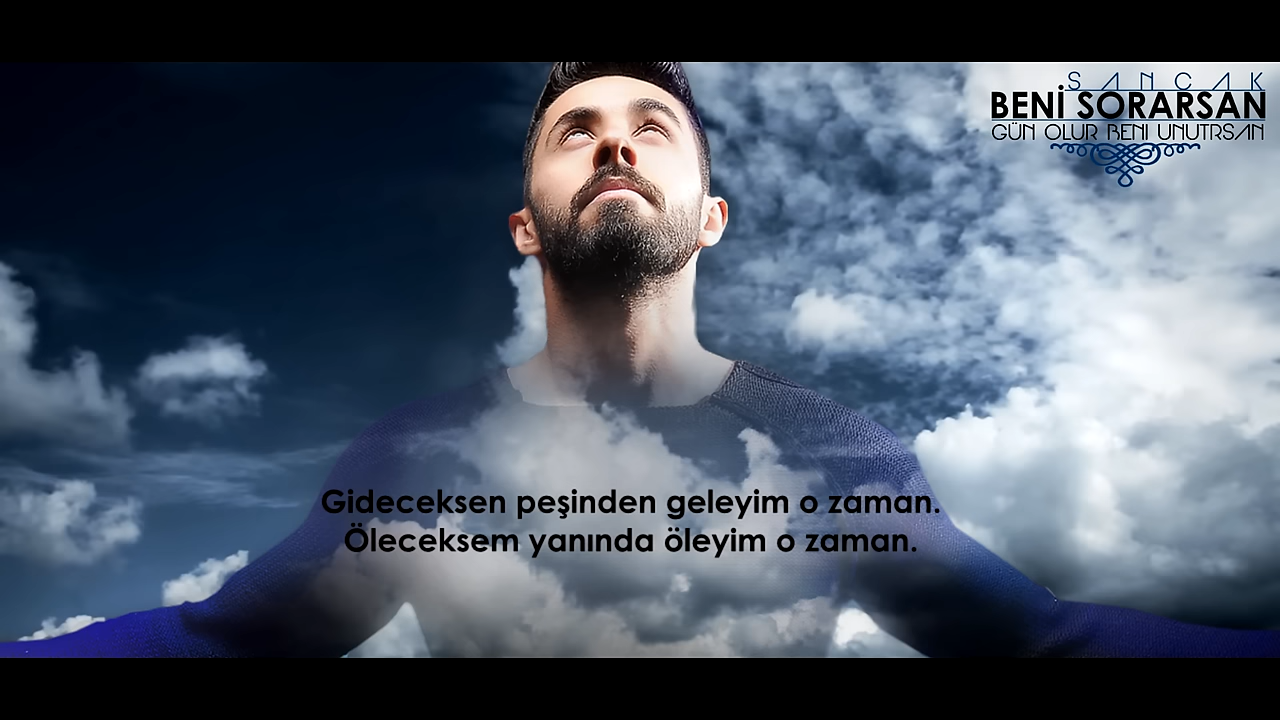 SANCAK
BENİ SORARSAN
GÜN OLUR BENI UNUTRSAN
Gideceksen peşinden geleyim o zaman.
Öleceksem yanında öleyim o zaman.